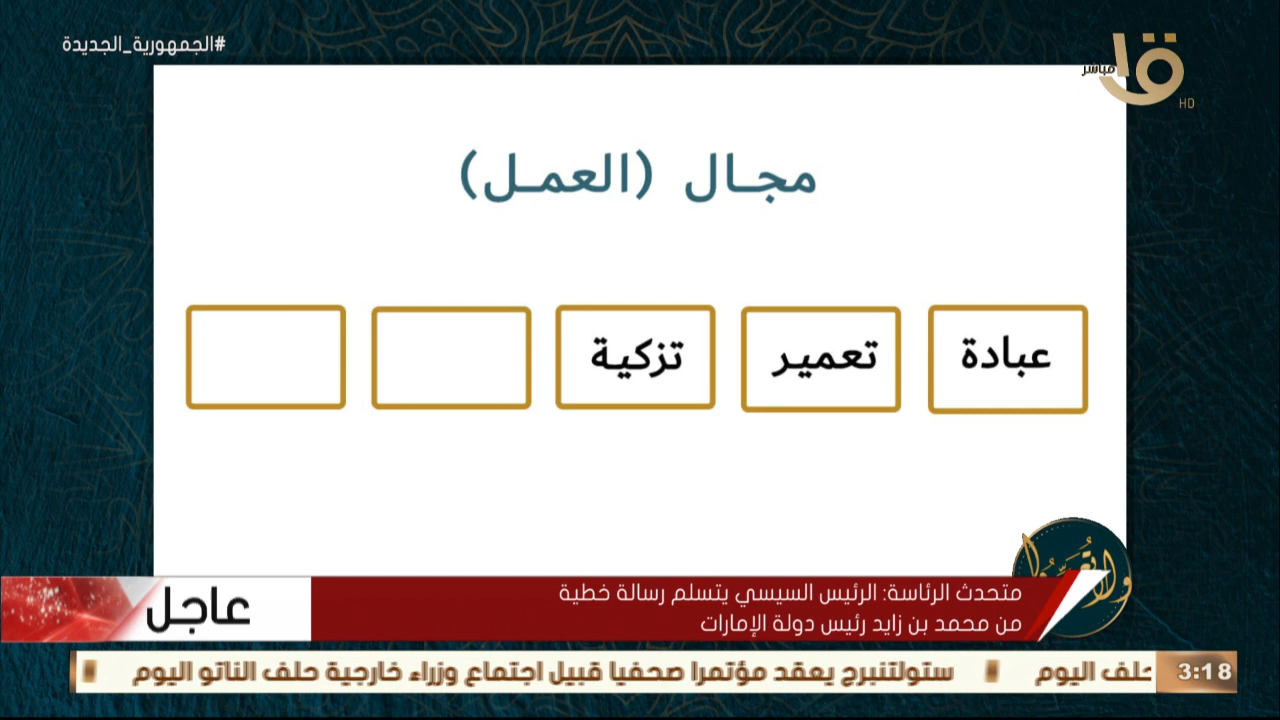 #الجمهورية_الجديدة
مباشر
HD
مجال (العمل)
عبادة
تعمير
تزكية
متحدث الرئاسة: الرئيس السيسي يتسلم رسالة خطية
من محمد بن زايد رئيس دولة الإمارات
عاجل
3:18
حلف اليوم
ستولتنبرج يعقد مؤتمرا صحفيا قبيل اجتماع وزراء خارجية حلف الناتو اليوم